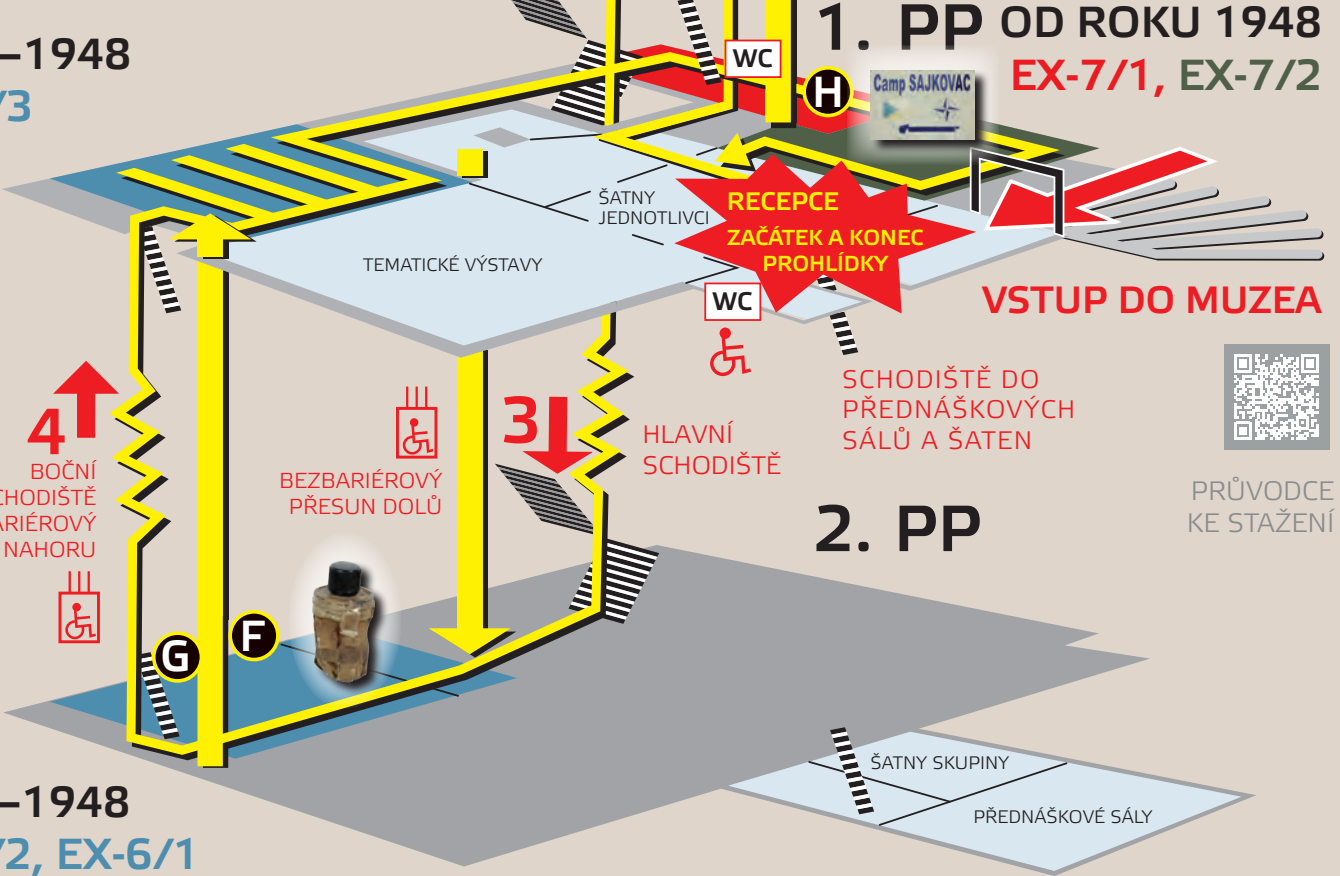 –1948
/3
1. PP OD ROKU 1948
EX-7/1, EX-7/2
WC
H
Camp SAJKOVAC
ŠATNY
JEDNOTLIVCI
RECEPCE
ZAČÁTEK A KONEC
PROHLÍDKY
TEMATICKÉ VÝSTAVY
WC
VSTUP DO MUZEA
SCHODIŠTĚ DO
PŘEDNÁŠKOVÝCH
SÁLŮ A ŠATEN
4
BOČNÍ
CHODIŠTĚ
ARIÉROVÝ
NAHORU
BEZBARIÉROVÝ
PŘESUN DOLŮ
3
HLAVNÍ
SCHODIŠTĚ
PRŮVODCE
KE STAŽENÍ
2. PP
G
F
ŠATNY SKUPINY
PŘEDNÁŠKOVÉ SÁLY
–1948
/2, EX-6/1